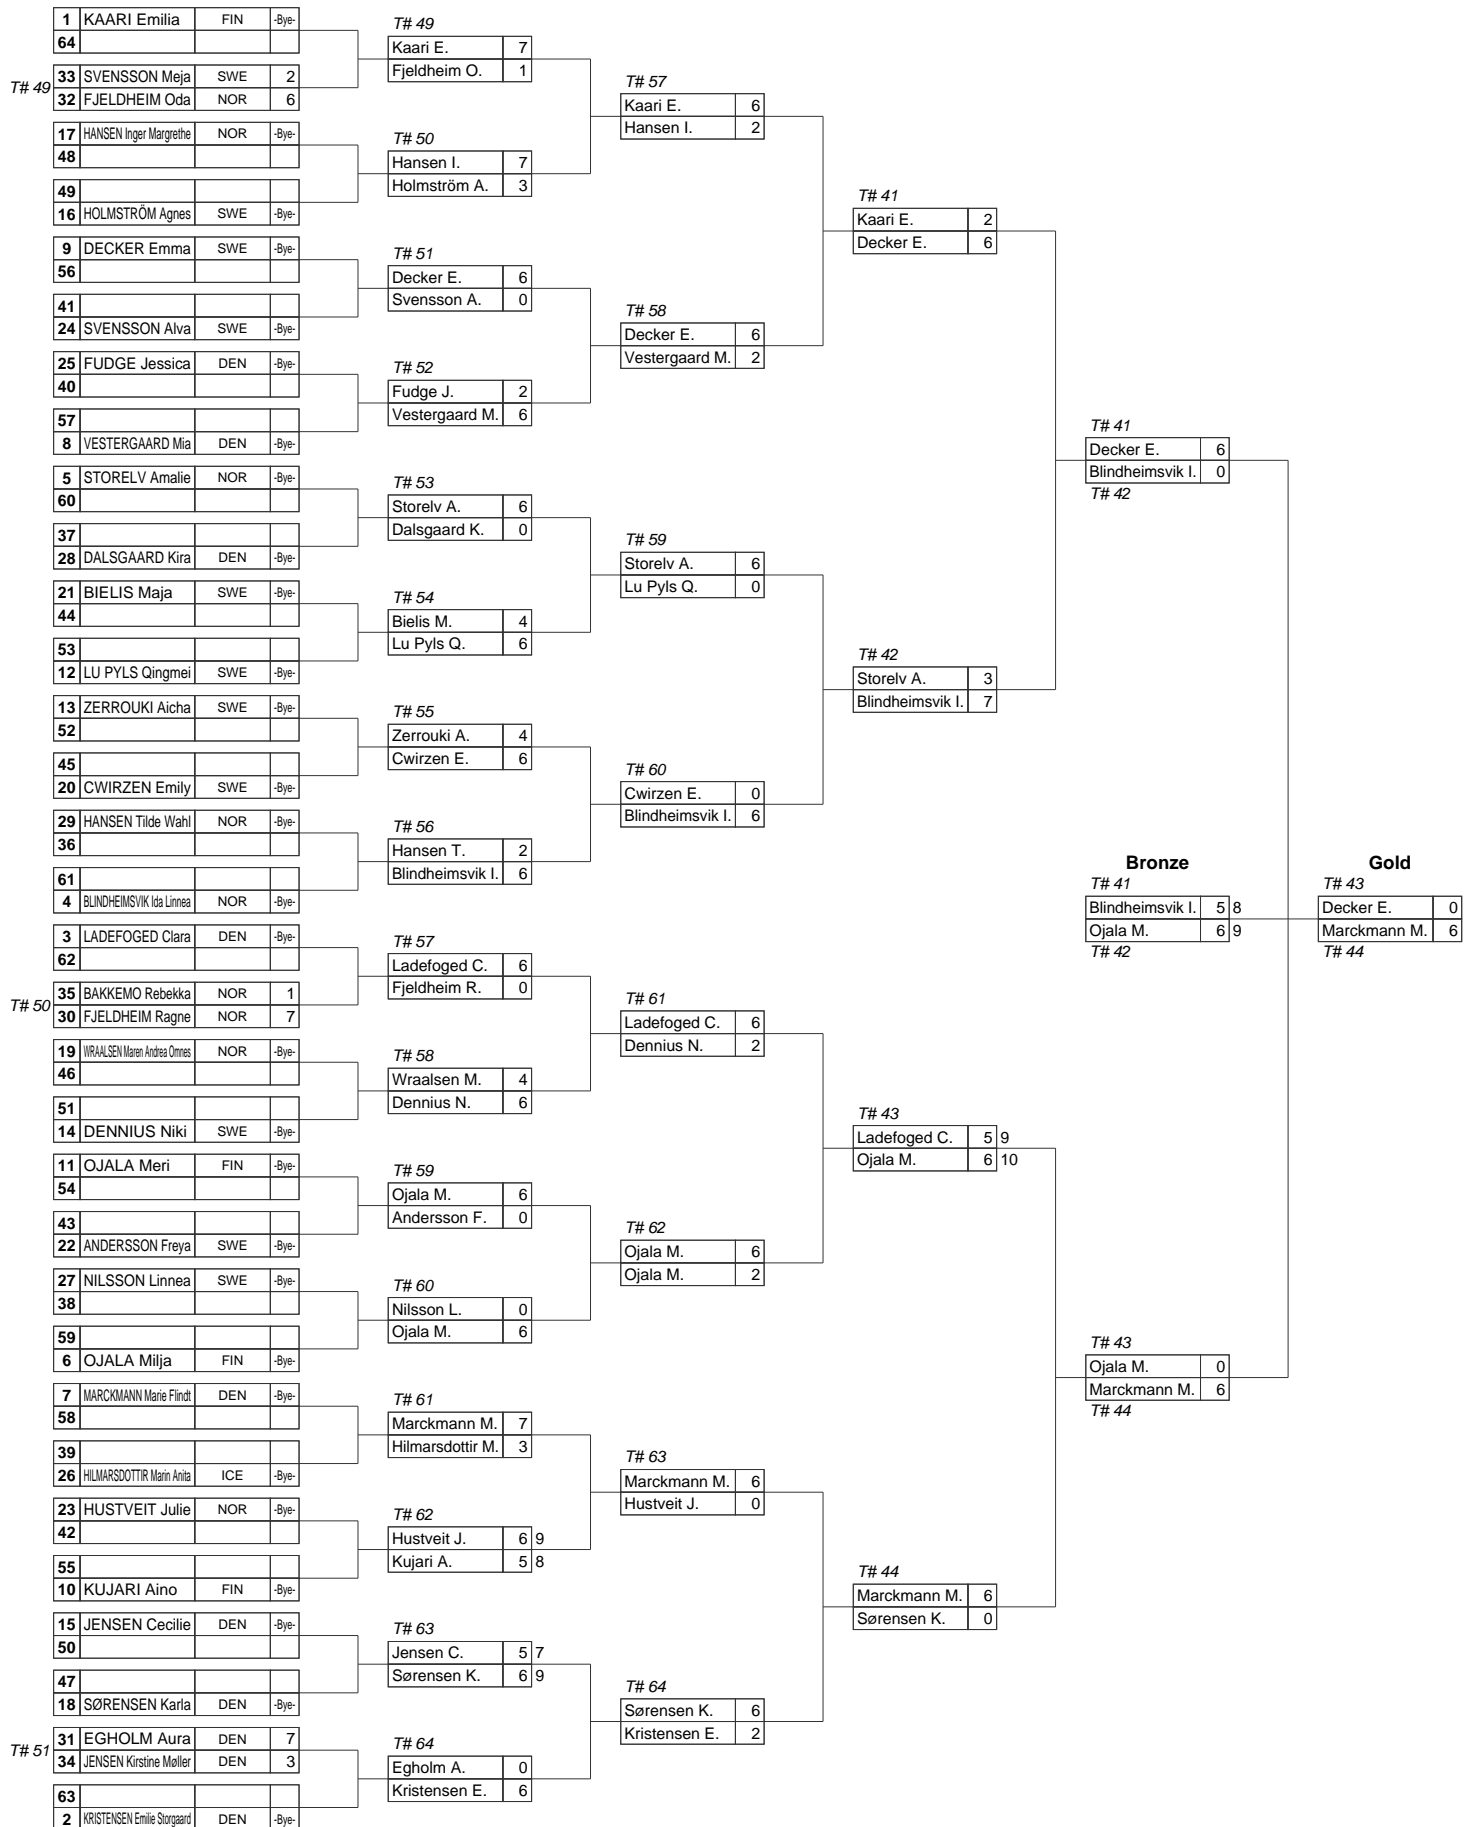 1 KAARI Emilia FIN -Bye-
64
T# 49
33 SVENSSON Meja SWE 2
32 FJELDHEIM Oda NOR 6
17 HANSEN Inger Margrethe NOR -Bye-
48
49
16 HOLMSTRÖM Agnes SWE -Bye-
9 DECKER Emma SWE -Bye-
56
41
24 SVENSSON Alva SWE -Bye-
25 FUDGE Jessica DEN -Bye-
40
57
8 VESTERGAARD Mia DEN -Bye-
5 STORELV Amalie NOR -Bye-
60
37
28 DALSGAARD Kira DEN -Bye-
21 BIELIS Maja SWE -Bye-
44
53
12 LU PYLS Qingmei SWE -Bye-
13 ZERROUKI Aicha SWE -Bye-
52
45
20 CWIRZEN Emily SWE -Bye-
29 HANSEN Tilde Wahl NOR -Bye-
36
61
4 BLINDHEIMSVIK Ida Linnea NOR -Bye-
3 LADEFOGED Clara DEN -Bye-
62
T# 50
35 BAKKEMO Rebekka NOR 1
30 FJELDHEIM Ragne NOR 7
19 WRAALSEN Maren Andrea Omnes NOR -Bye-
46
51
14 DENNIUS Niki SWE -Bye-
11 OJALA Meri FIN -Bye-
54
43
22 ANDERSSON Freya SWE -Bye-
27 NILSSON Linnea SWE -Bye-
38
59
6 OJALA Milja FIN -Bye-
7 MARCKMANN Marie Flindt DEN -Bye-
58
39
26 HILMARSDOTTIR Marin Anita ICE -Bye-
23 HUSTVEIT Julie NOR -Bye-
42
55
10 KUJARI Aino FIN -Bye-
15 JENSEN Cecilie DEN -Bye-
50
47
18 SØRENSEN Karla DEN -Bye-
T# 51
31 EGHOLM Aura DEN 7
34 JENSEN Kirstine Møller DEN 3
63
2 KRISTENSEN Emilie Storgaard DEN -Bye-
T# 49
Kaari E. 7
Fjeldheim O. 1
T# 50
Hansen I. 7
Holmström A. 3
T# 51
Decker E. 6
Svensson A. 0
T# 52
Fudge J. 2
Vestergaard M. 6
T# 53
Storelv A. 6
Dalsgaard K. 0
T# 54
Bielis M. 4
Lu Pyls Q. 6
T# 55
Zerrouki A. 4
Cwirzen E. 6
T# 56
Hansen T. 2
Blindheimsvik I. 6
T# 57
Ladefoged C. 6
Fjeldheim R. 0
T# 58
Wraalsen M. 4
Dennius N. 6
T# 59
Ojala M. 6
Andersson F. 0
T# 60
Nilsson L. 0
Ojala M. 6
T# 61
Marckmann M. 7
Hilmarsdottir M. 3
T# 62
Hustveit J. 6 9
Kujari A. 5 8
T# 63
Jensen C. 5 7
Sørensen K. 6 9
T# 64
Egholm A. 0
Kristensen E. 6
T# 57
Kaari E. 6
Hansen I. 2
T# 58
Decker E. 6
Vestergaard M. 2
T# 59
Storelv A. 6
Lu Pyls Q. 0
T# 60
Cwirzen E. 0
Blindheimsvik I. 6
T# 61
Ladefoged C. 6
Dennius N. 2
T# 62
Ojala M. 6
Ojala M. 2
T# 63
Marckmann M. 6
Hustveit J. 0
T# 64
Sørensen K. 6
Kristensen E. 2
T# 41
Kaari E. 2
Decker E. 6
T# 42
Storelv A. 3
Blindheimsvik I. 7
T# 43
Ladefoged C. 5 9
Ojala M. 6 10
T# 44
Marckmann M. 6
Sørensen K. 0
T# 41
Decker E. 6
Blindheimsvik I. 0
T# 42
Bronze
T# 41
Blindheimsvik I. 5 8
Ojala M. 6 9
T# 42
T# 43
Ojala M. 0
Marckmann M. 6
T# 44
Gold
T# 43
Decker E. 0
Marckmann M. 6
T# 44